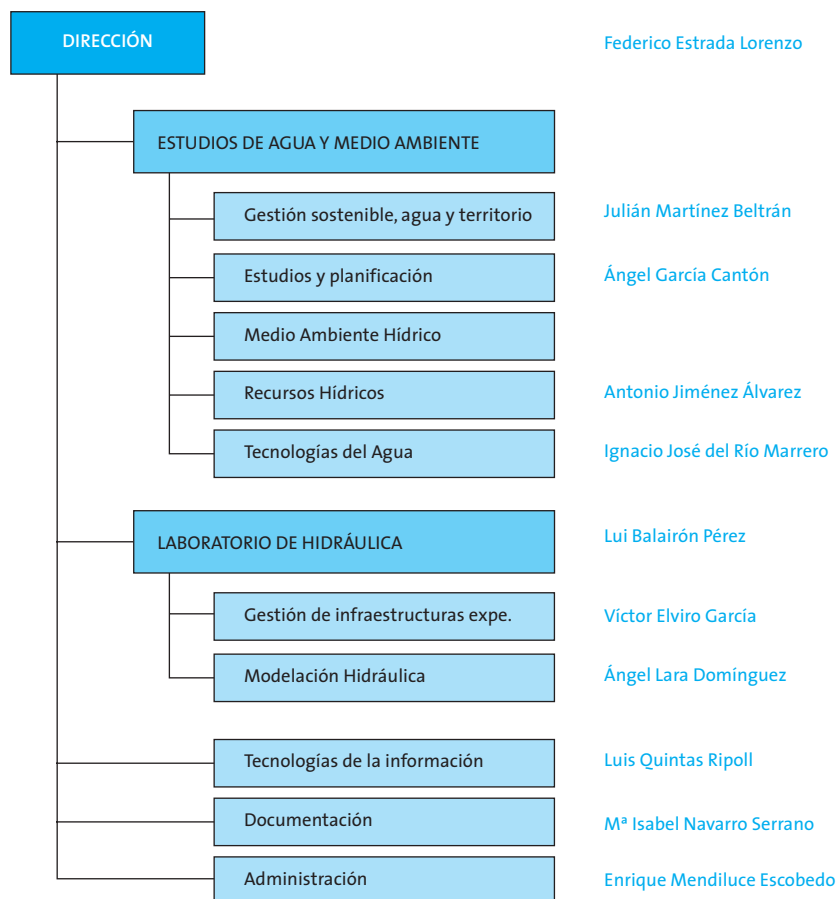 DIRECCIÓN Federico Estrada Lorenzo
ESTUDIOS DE AGUA Y MEDIO AMBIENTE
Gestión sostenible, agua y territorio Julián Martínez Beltrán
Estudios y planificación Ángel García Cantón
Medio Ambiente Hídrico
Recursos Hídricos Antonio Jiménez Álvarez
Tecnologías del Agua Ignacio José del Río Marrero
LABORATORIO DE HIDRÁULICA Lui Balairón Pérez
Gestión de infraestructuras expe. Víctor Elviro García
Modelación Hidráulica Ángel Lara Domínguez
Tecnologías de la información Luis Quintas Ripoll
Documentación Mª Isabel Navarro Serrano
Administración Enrique Mendiluce Escobedo